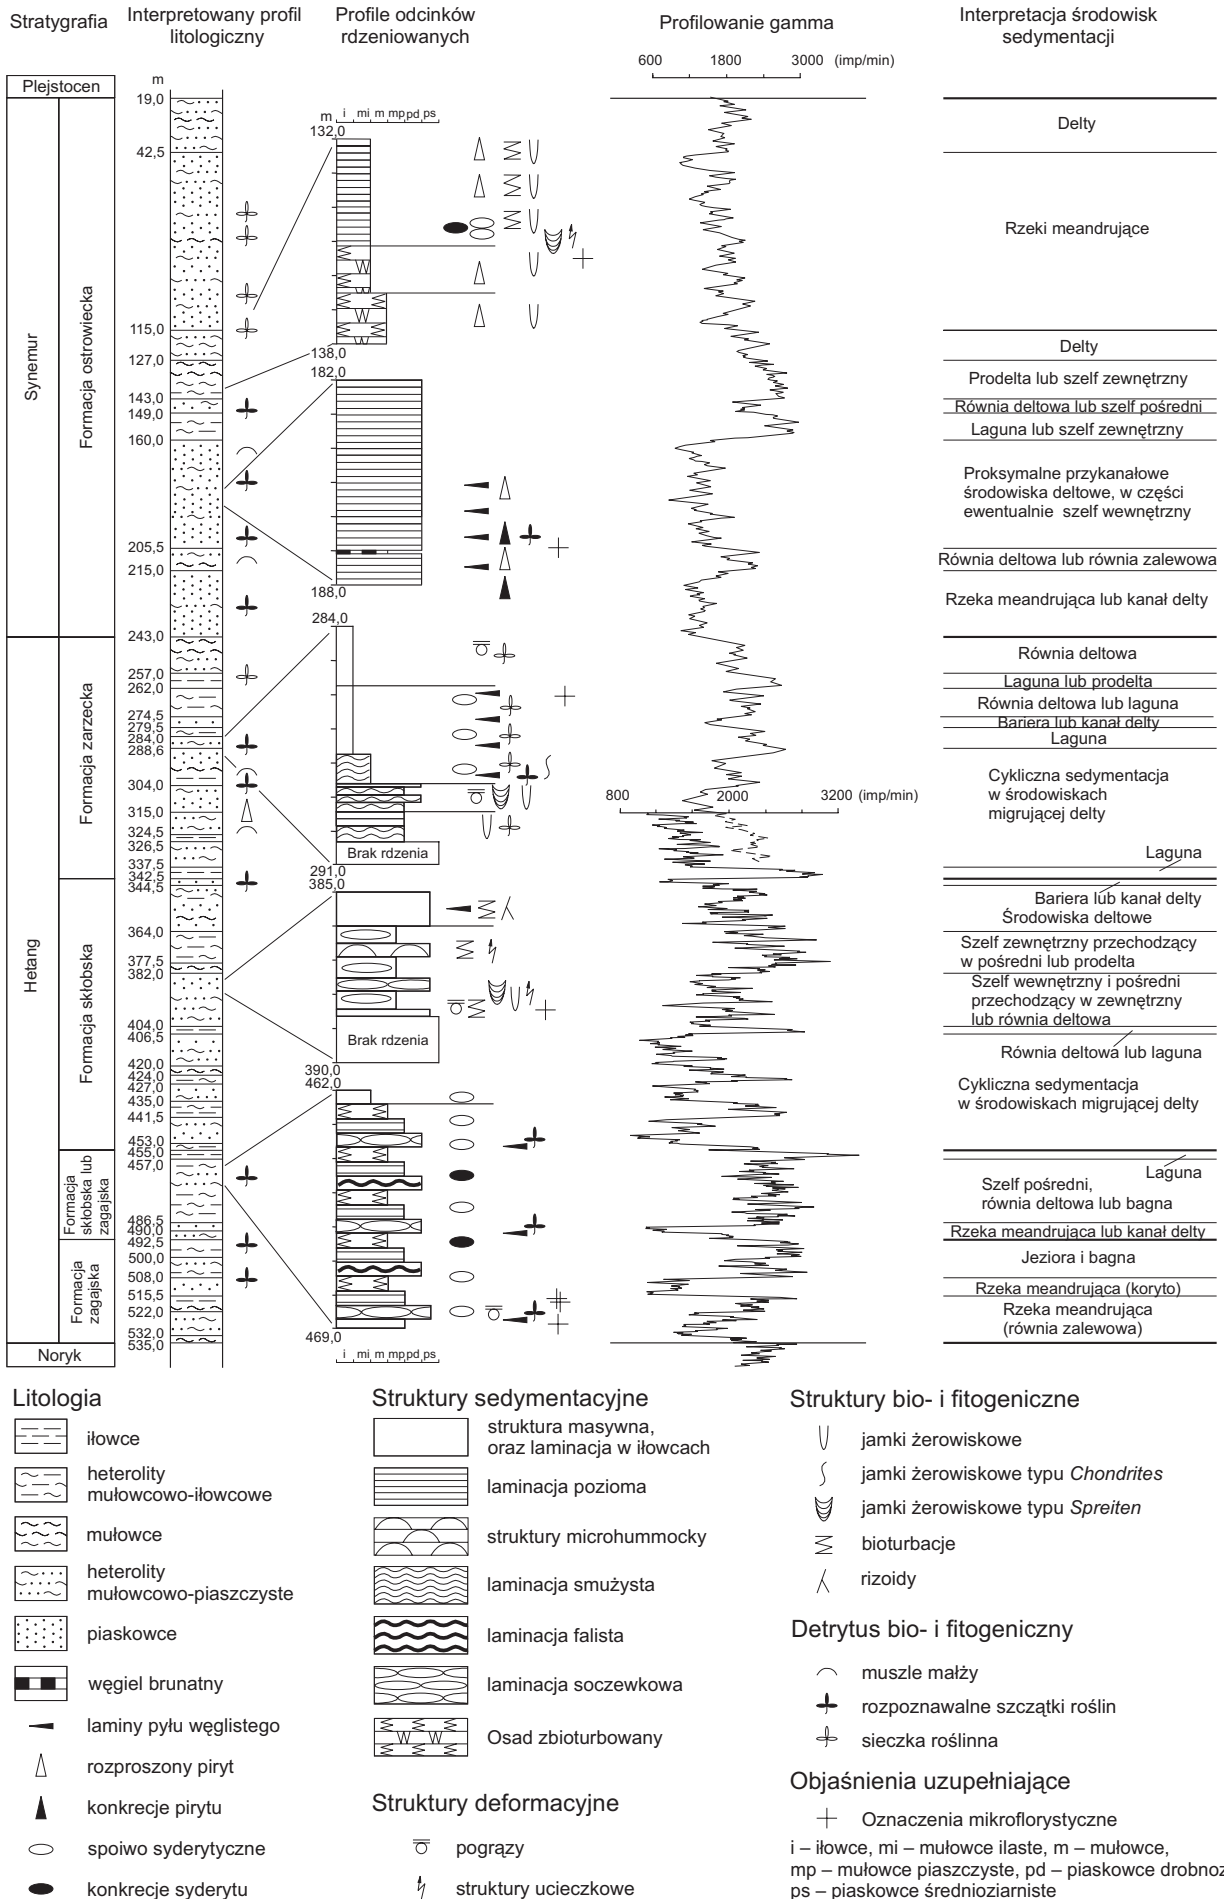 Stratygrafia
Interpretowany profil
litologiczny
Profile odcinków
rdzeniowanych
Profilowanie gamma
Interpretacja środowisk
sedymentacji
600 1800 3000 (imp/min)
Plejstocen
m
19,0
42,5
115,0
127,0
143,0
149,0
160,0
205,5
215,0
243,0
257,0
262,0
274,5
279,5
284,0
288,6
304,0
315,0
324,5
326,5
337,5
342,5
344,5
364,0
377,5
382,0
404,0
406,5
420,0
424,0
427,0
435,0
441,5
453,0
455,0
457,0
486,5
490,0
492,5
500,0
508,0
515,5
522,0
532,0
535,0
Synemur
Hetang
Noryk
Formacja ostrowiecka
Formacja zarzecka
Formacja skłobska
Formacja
skłobska lub
zagajska
Formacja
zagajska
i mi m mp pd ps
m
132,0
138,0
182,0
188,0
284,0
Brak rdzenia
291,0
385,0
Brak rdzenia
390,0
462,0
469,0
i mi m mp pd ps
800 2000 3200 (imp/min)
Delty
Rzeki meandrujące
Delty
Prodelta lub szelf zewnętrzny
Równia deltowa lub szelf pośredni
Laguna lub szelf zewnętrzny
Proksymalne przykanałowe
środowiska deltowe, w części
ewentualnie szelf wewnętrzny
Równia deltowa lub równia zalewowa
Rzeka meandrująca lub kanał delty
Równia deltowa
Laguna lub prodelta
Równia deltowa lub laguna
Bariera lub kanał delty
Laguna
Cykliczna sedymentacja
w środowiskach
migrującej delty
Laguna
Bariera lub kanał delty
Środowiska deltowe
Szelf zewnętrzny przechodzący
w pośredni lub prodelta
Szelf wewnętrzny i pośredni
przechodzący w zewnętrzny
lub równia deltowa
Równia deltowa lub laguna
Cykliczna sedymentacja
w środowiskach migrującej delty
Laguna
Szelf pośredni,
równia deltowa lub bagna
Rzeka meandrująca lub kanał delty
Jeziora i bagna
Rzeka meandrująca (koryto)
Rzeka meandrująca
(równia zalewowa)
Litologia
iłowce
heterolity
mułowcowo-iłowcowe
mułowce
heterolity
mułowcowo-piaszczyste
piaskowce
węgiel brunatny
laminy pyłu węglistego
rozproszony piryt
konkrecje pirytu
spoiwo syderytyczne
konkrecje syderytu
Struktury sedymentacyjne
struktura masywna,
oraz laminacja w iłowcach
laminacja pozioma
struktury microhummocky
laminacja smużysta
laminacja falista
laminacja soczewkowa
Osad zbioturbowany
Struktury deformacyjne
pogrązy
struktury ucieczkowe
Struktury bio- i fitogeniczne
jamki żerowiskowe
jamki żerowiskowe typu Chondrites
jamki żerowiskowe typu Spreiten
bioturbacje
rizoidy
Detrytus bio- i fitogeniczny
muszle małży
rozpoznawalne szczątki roślin
sieczka roślinna
Objaśnienia uzupełniające
Oznaczenia mikroflorystyczne
i – iłowce, mi – mułowce ilaste, m – mułowce,
mp – mułowce piaszczyste, pd – piaskowce drobnoz
ps – piaskowce średnioziarniste